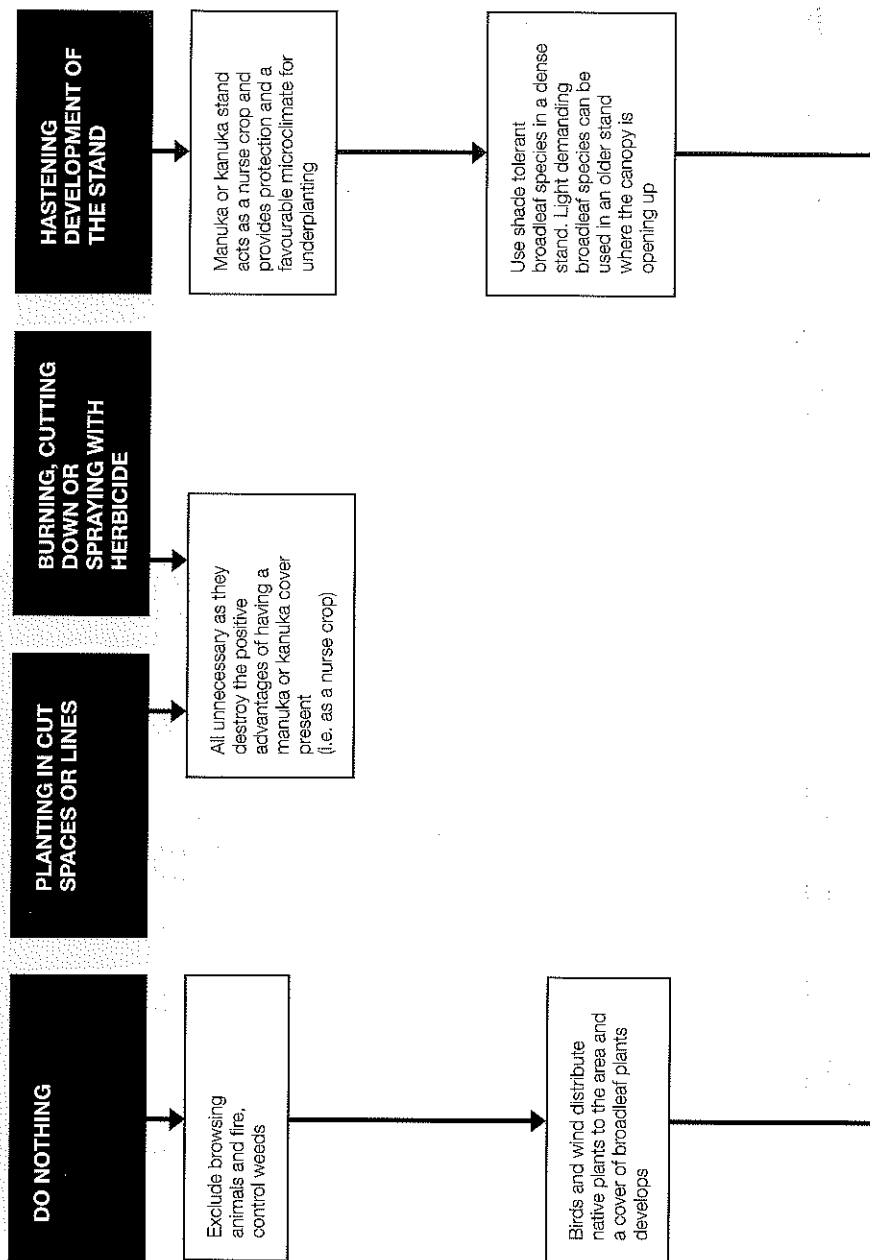 DO NOTHING
Exclude browsing
animals and fire,
control weeds
Birds and wind distribute
native plants to the area and
a cover of broadleaf plants
develops
PLANTING IN CUT
SPACES OR LINES
BURNING, CUTTING
DOWN OR
SPRAYING WITH
HERBICIDE
All unnecessary as they
destroy the positive
advantages of having a
manuka or kanuka cover
present
(i.e. as a nurse crop)
HASTENING
DEVELOPMENT OF
THE STAND
Manuka or kanuka stand
acts as a nurse crop and
provides protection and a
favourable microclimate for
underplanting
Use shade tolerant
broadleaf species in a dense
stand. Light demanding
broadleaf species can be
used in an older stand
where the canopy is
opening up